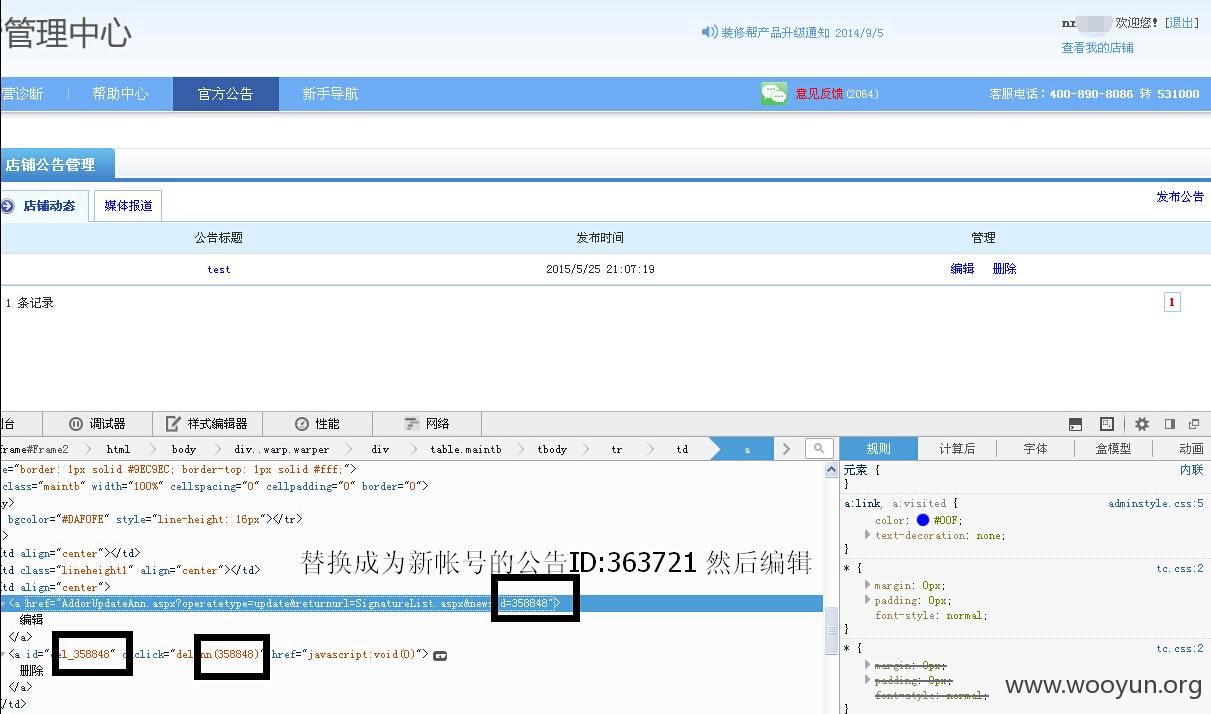 管理中心
装修帮产品升级通知 2014/9/5
欢迎您! [退出]
查看我的店铺
营诊断 帮助中心 官方公告 新手导航 意见反馈(2064) 客服电话：400-890-8086 转 531000
店铺公告管理
店铺动态 媒体报道 发布公告
公告标题 发布时间 管理
test 2015/5/25 21:07:19 编辑 删除
1 条记录 1
台 调试器 样式编辑器 性能 网络
rame#Frame2 html body div..warp.warper div table.maintb tbody tr td a 规则 计算后 字体 盒模型 动画
e="border: 1px solid #9EC9EC; border-top: 1px solid #fff;">
class="maintb" width="100%" cellspacing="0" cellpadding="0" border="0">
y>
bgcolor="#DAF0FE" style="line-height: 16px"></tr>
>
td align="center"></td>
td class="lineheight1" align="center"></td>
td align="center">
替换成为新帐号的公告ID:363721 然后编辑
<a href="AddorUpdateAnn.aspx?operatetype=update&returnurl=SignatureList.aspx&news d=358848">
编辑
</a>
<a id="del_358848" onclick="delann(358848)" href="javascript:void(0)">
删除
</a>
/td>
元素 { 内联
}
a:link, a:visited { adminstyle.css:5
color: #00F;
text-decoration: none;
}
* { tc.css:2
margin: 0px;
padding: 0px;
font-style: normal;
}
* { tc.css:2
margin: 0px;
padding: 0px;
font-style: normal;
}
www.wooyun.org